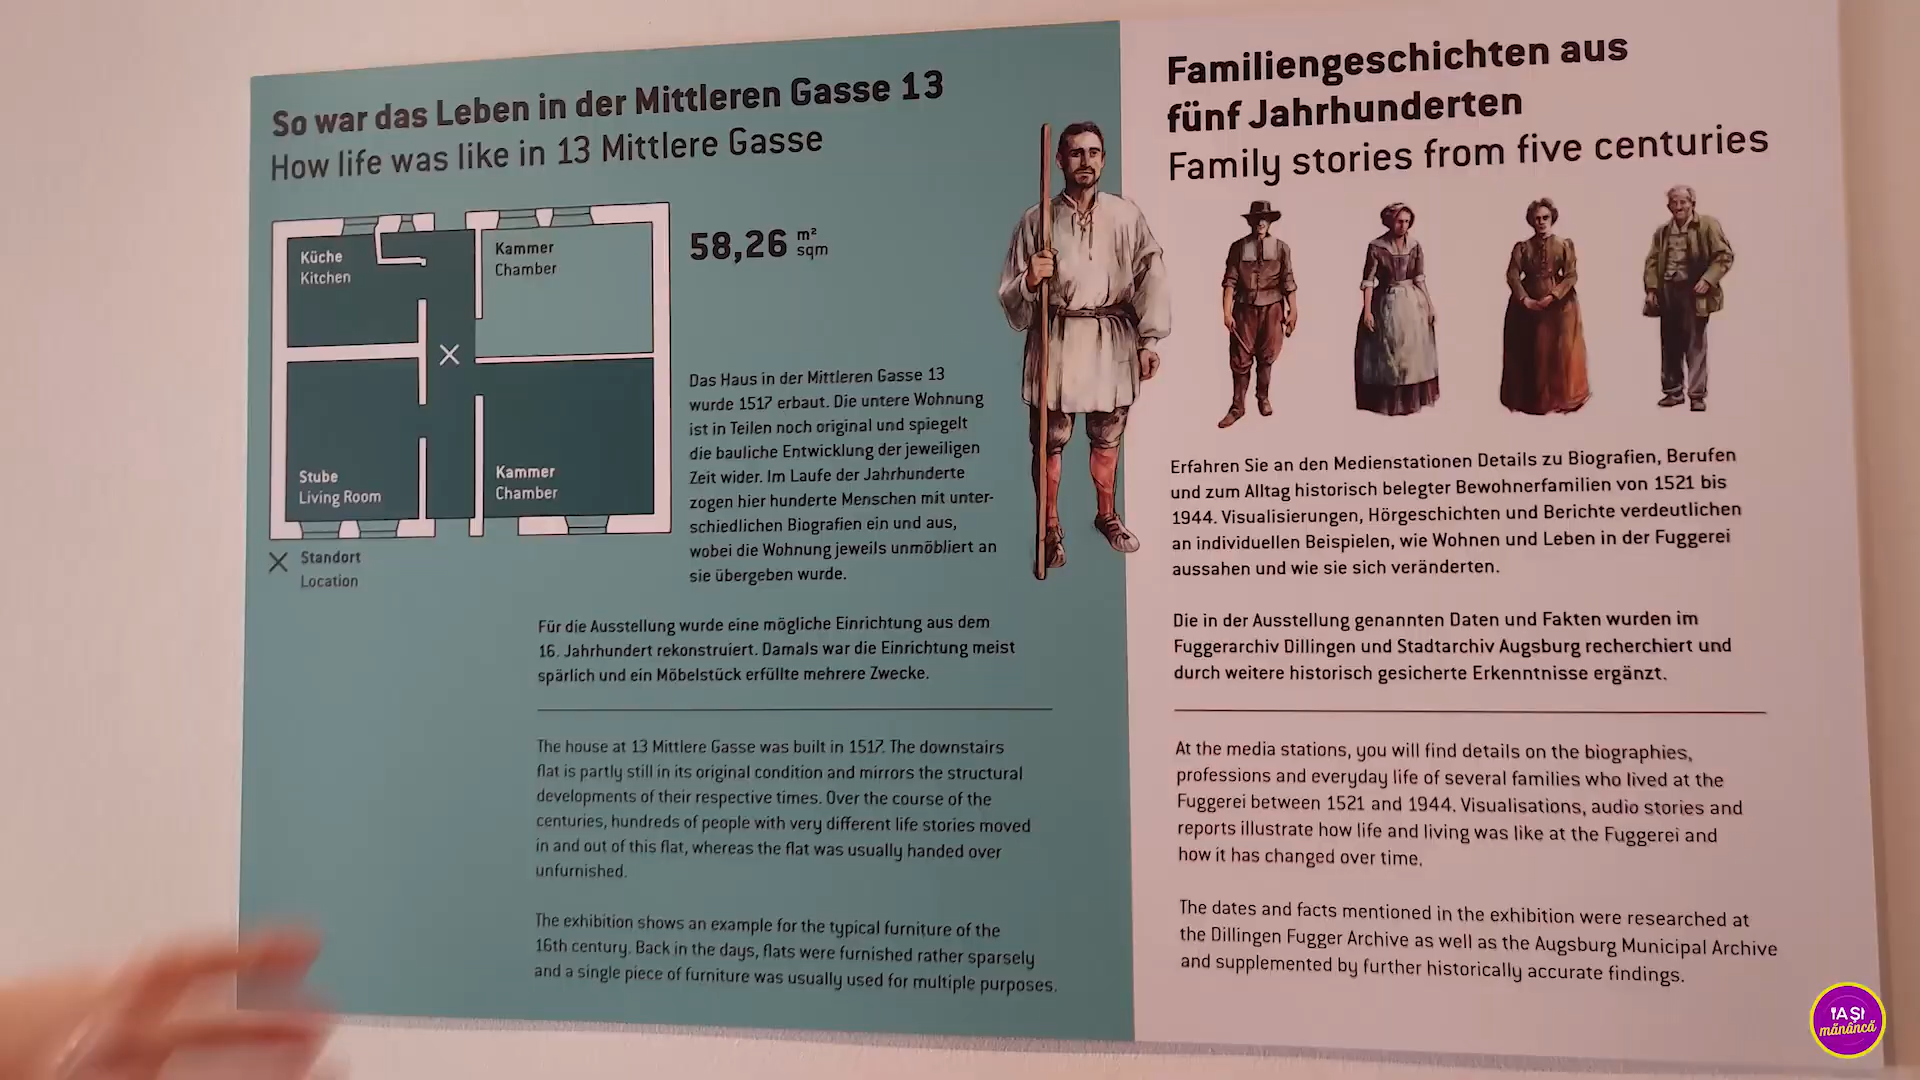 So war das Leben in der Mittleren Gasse 13
How life was like in 13 Mittlere Gasse
Küche
Kitchen
Kammer
Chamber
58,26 m²
sqm
Stube
Living Room
Kammer
Chamber
Standort
Location
Das Haus in der Mittleren Gasse 13
wurde 1517 erbaut. Die untere Wohnung
ist in Teilen noch original und spiegelt
die bauliche Entwicklung der jeweiligen
Zeit wider. Im Laufe der Jahrhunderte
zogen hier hunderte Menschen mit unter-
schiedlichen Biografien ein und aus,
wobei die Wohnung jeweils unmöbliert an
sie übergeben wurde.
Für die Ausstellung wurde eine mögliche Einrichtung aus dem
16. Jahrhundert rekonstruiert. Damals war die Einrichtung meist
spärlich und ein Möbelstück erfüllte mehrere Zwecke.
The house at 13 Mittlere Gasse was built in 1517. The downstairs
flat is partly still in its original condition and mirrors the structural
developments of their respective times. Over the course of the
centuries, hundreds of people with very different life stories moved
in and out of this flat, whereas the flat was usually handed over
unfurnished.
The exhibition shows an example for the typical furniture of the
16th century. Back in the days, flats were furnished rather sparsely
and a single piece of furniture was usually used for multiple purposes.
Familiengeschichten aus
fünf Jahrhunderten
Family stories from five centuries
Erfahren Sie an den Medienstationen Details zu Biografien, Berufen
und zum Alltag historisch belegter Bewohnerfamilien von 1521 bis
1944. Visualisierungen, Hörgeschichten und Berichte verdeutlichen
an individuellen Beispielen, wie Wohnen und Leben in der Fuggerei
aussahen und wie sie sich veränderten.
Die in der Ausstellung genannten Daten und Fakten wurden im
Fuggerarchiv Dillingen und Stadtarchiv Augsburg recherchiert und
durch weitere historisch gesicherte Erkenntnisse ergänzt.
At the media stations, you will find details on the biographies,
professions and everyday life of several families who lived at the
Fuggerei between 1521 and 1944. Visualisations, audio stories and
reports illustrate how life and living was like at the Fuggerei and
how it has changed over time.
The dates and facts mentioned in the exhibition were researched at
the Dillingen Fugger Archive as well as the Augsburg Municipal Archive
and supplemented by further historically accurate findings.
IAȘI
mănâncă